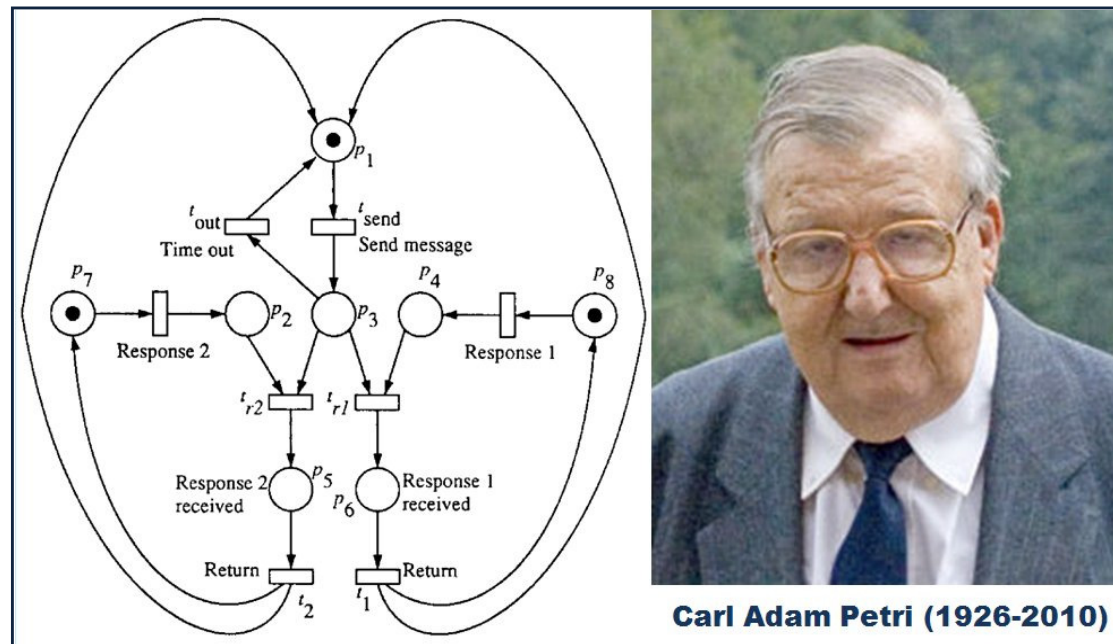 p1
tout
Time out
tsend
Send message
p7
p4
p8
p2
p3
Response 2
Response 1
tr2
tr1
Response 2
received
p5
p6
Response 1
received
Return
t2
Return
t1
Carl Adam Petri (1926-2010)